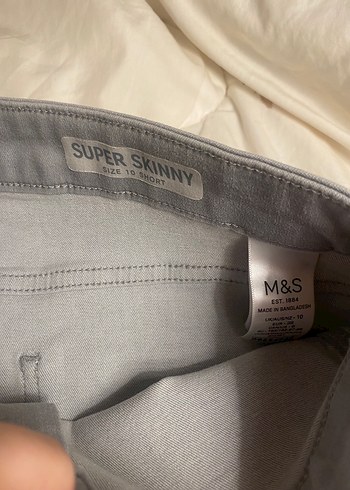 SUPER SKINNY
SIZE 10 SHORT
M&S
EST. 1884
MADE IN BANGLADESH